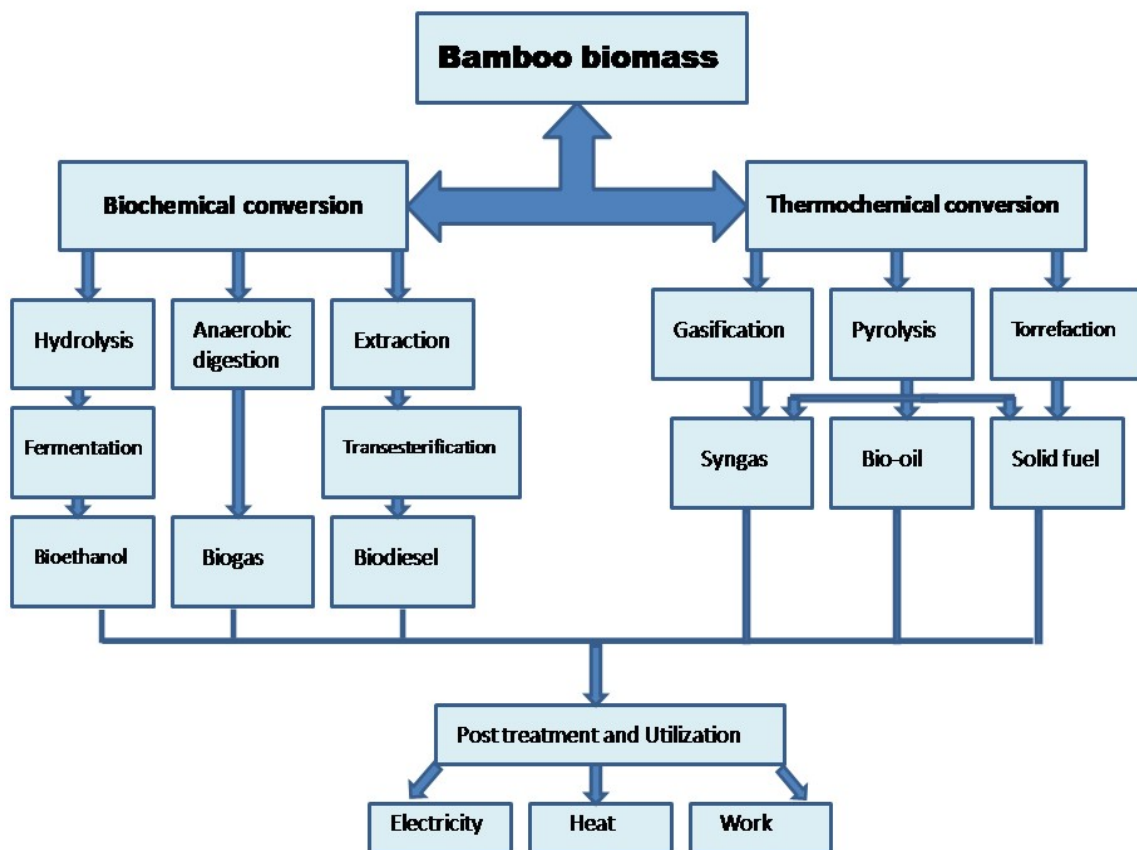 Bamboo biomass
Biochemical conversion
Thermochemical conversion
Hydrolysis
Anaerobic
digestion
Extraction
Gasification
Pyrolysis
Torrefaction
Fermentation
Transesterification
Syngas
Bio-oil
Solid fuel
Bioethanol
Biogas
Biodiesel
Post treatment and Utilization
Electricity
Heat
Work